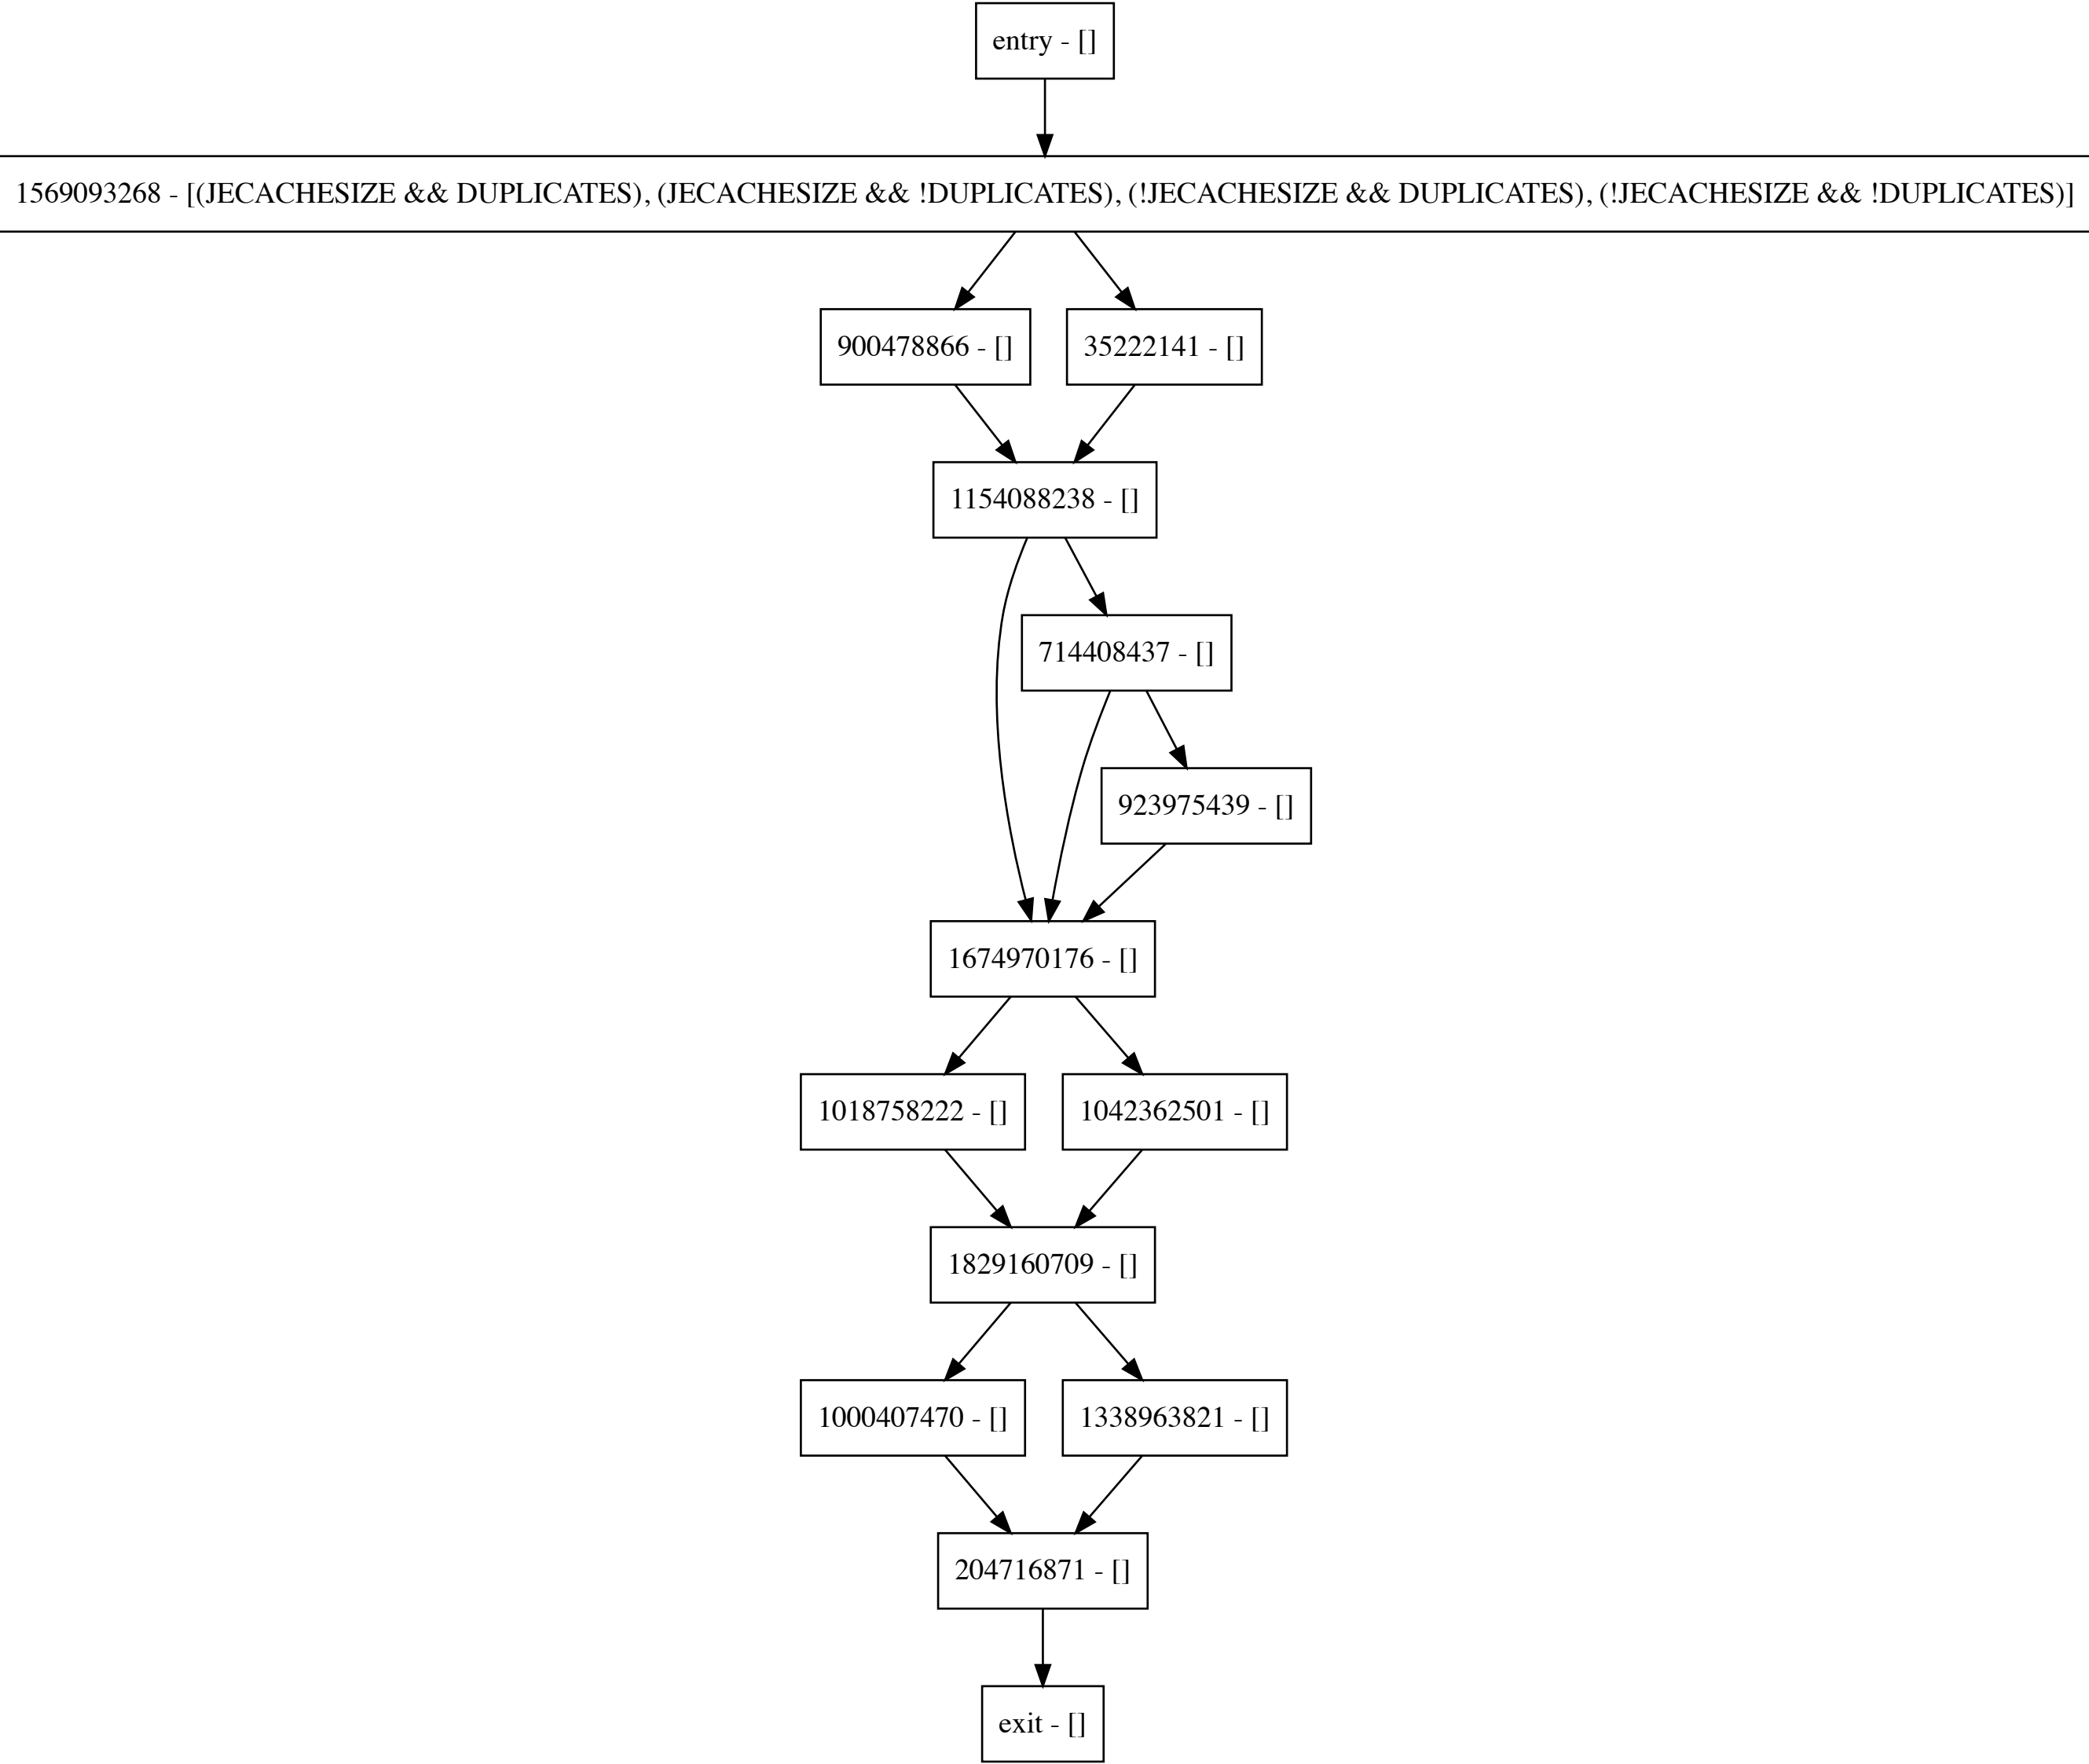 entry - []
1569093268 - [(JECACHESIZE && DUPLICATES), (JECACHESIZE && !DUPLICATES), (!JECACHESIZE && DUPLICATES), (!JECACHESIZE && !DUPLICATES)]
900478866 - []
35222141 - []
1154088238 - []
714408437 - []
923975439 - []
1674970176 - []
1018758222 - []
1042362501 - []
1829160709 - []
1000407470 - []
1338963821 - []
204716871 - []
exit - []